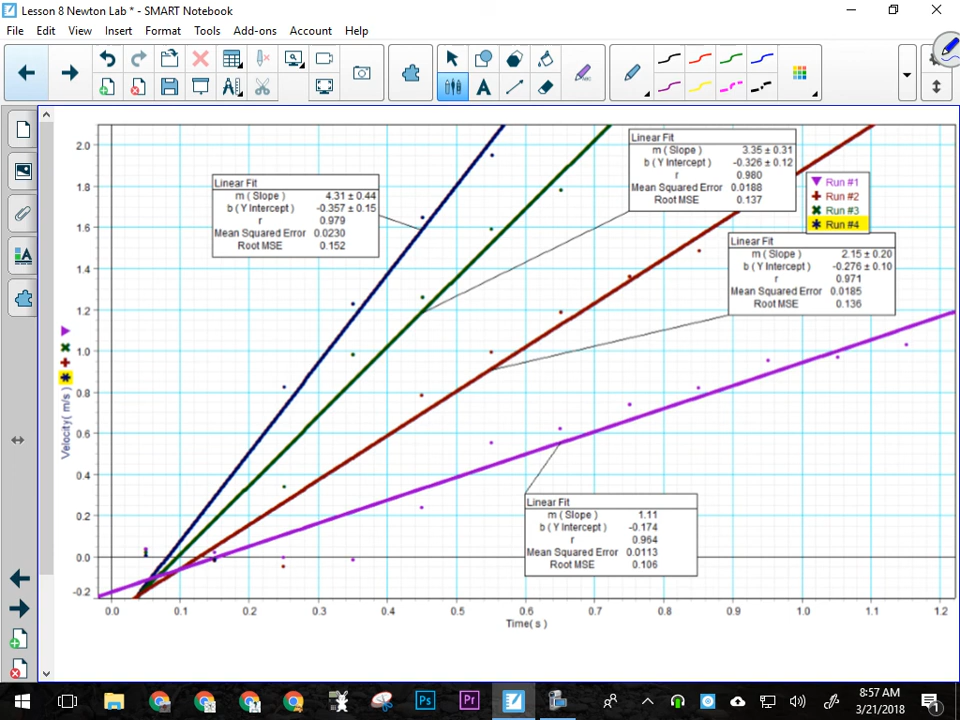 Lesson 8 Newton Lab * - SMART Notebook
File Edit View Insert Format Tools Add-ons Account Help
Linear Fit
m ( Slope ) 4.31 ± 0.44
b ( Y Intercept ) -0.357 ± 0.15
r 0.979
Mean Squared Error 0.0230
Root MSE 0.152
Linear Fit
m ( Slope ) 3.35 ± 0.31
b ( Y Intercept ) -0.326 ± 0.12
r 0.980
Mean Squared Error 0.0188
Root MSE 0.137
Run #1
Run #2
Run #3
Run #4
Linear Fit
m ( Slope ) 2.15 ± 0.20
b ( Y Intercept ) -0.276 ± 0.10
r 0.971
Mean Squared Error 0.0185
Root MSE 0.136
Linear Fit
m ( Slope ) 1.11
b ( Y Intercept ) -0.174
r 0.964
Mean Squared Error 0.0113
Root MSE 0.106
Velocity( m/s )
2.0
1.8
1.6
1.4
1.2
1.0
0.8
0.6
0.4
0.2
0.0
-0.2
0.0 0.1 0.2 0.3 0.4 0.5 0.6 0.7 0.8 0.9 1.0 1.1 1.2
Time( s )
Ps
Pr
8:57 AM
3/21/2018
1